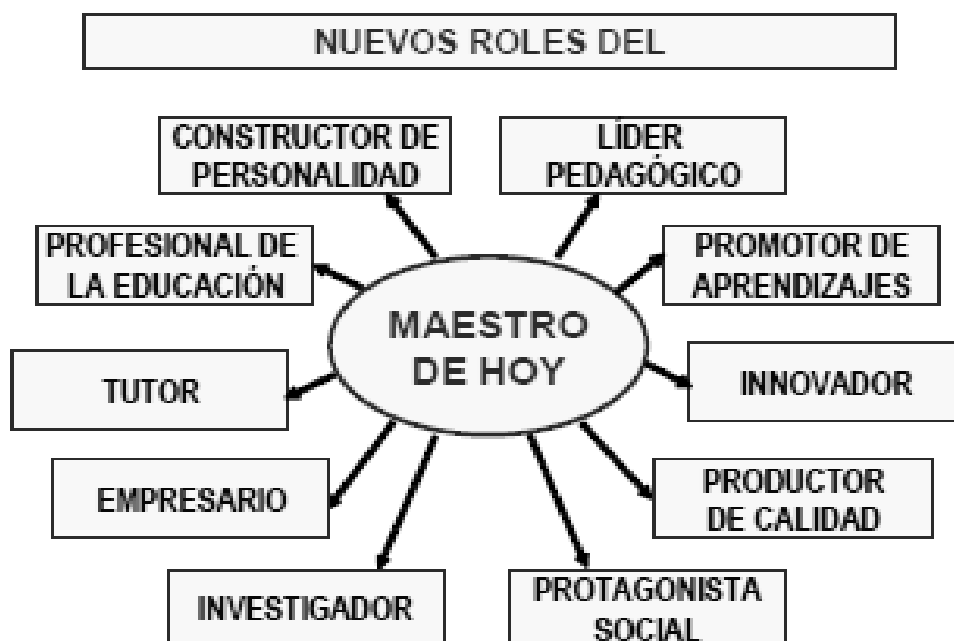 NUEVOS ROLES DEL
CONSTRUCTOR DE
PERSONALIDAD
LÍDER
PEDAGÓGICO
PROFESIONAL DE
LA EDUCACIÓN
PROMOTOR DE
APRENDIZAJES
MAESTRO
DE HOY
TUTOR
INNOVADOR
EMPRESARIO
PRODUCTOR
DE CALIDAD
INVESTIGADOR
PROTAGONISTA
SOCIAL